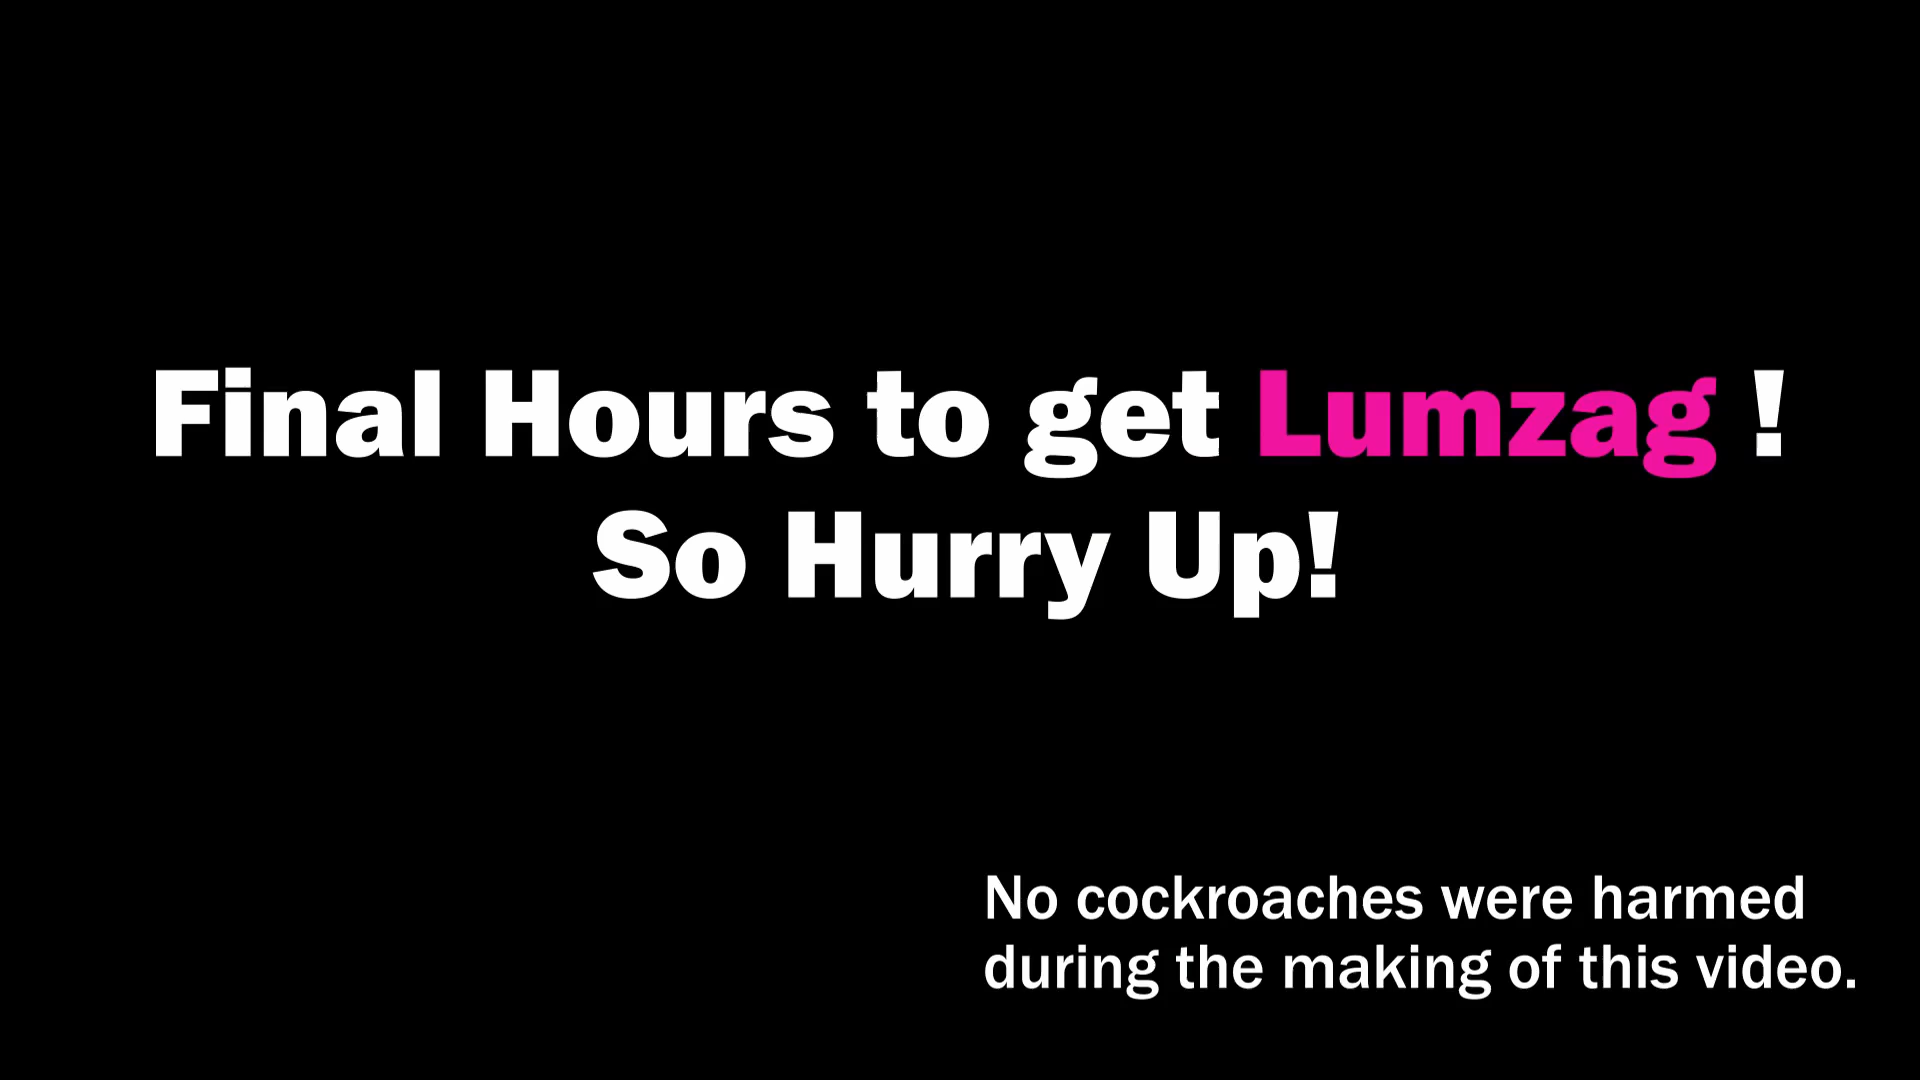 Final Hours to get Lumzag !
So Hurry Up!
No cockroaches were harmed
during the making of this video.